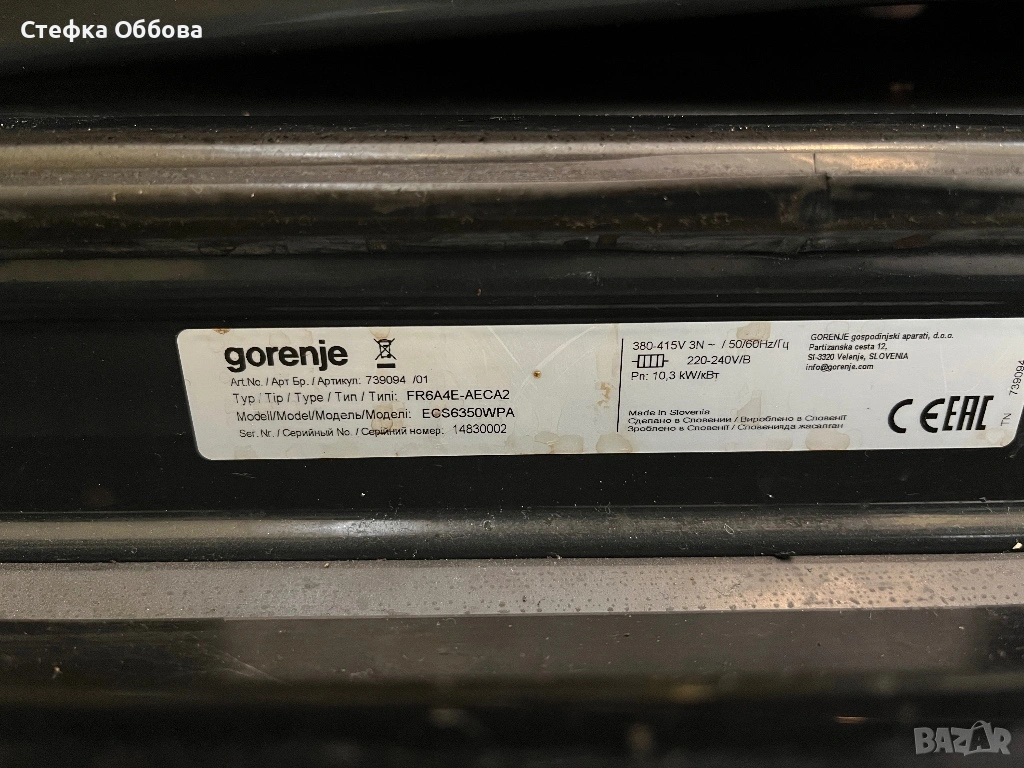 Стефка Оббова
gorenje
Art.No. / Арт Бр. / Артикул: 739094 /01
Typ / Tip / Type / Тип / Типі: FR6A4E-AECA2
Modell/Model/Модель/Моделі: ECS6350WPA
Ser. Nr. / Серийный No. / Серійний номер: 14830002
380-415V 3N ~ / 50/60Hz/Гц
220-240V/B
Pn: 10,3 kW/кВт
Made in Slovenia
Сделано в Словении / Вироблено в Словенії
Зроблено в Словенії / Словенияда жасалған
GORENJE gospodinjski aparati, d.o.o.
Partizanska cesta 12,
SI-3320 Velenje, SLOVENIA
info@gorenje.com
CE EAC
TN 739094
BAZAR